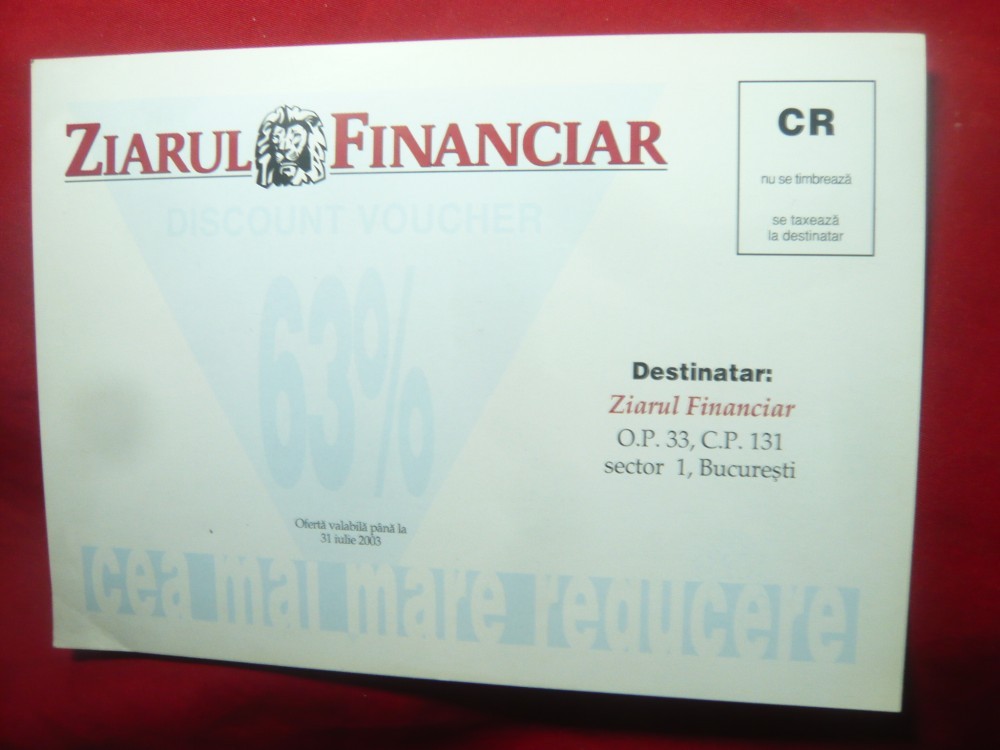 ZIARUL FINANCIAR
CR
nu se timbrează
se taxează
la destinatar
DISCOUNT VOUCHER
63%
Destinatar:
Ziarul Financiar
O.P. 33, C.P. 131
sector 1, Bucureşti
Ofertă valabilă până la
31 iulie 2003
cea mai mare reducere